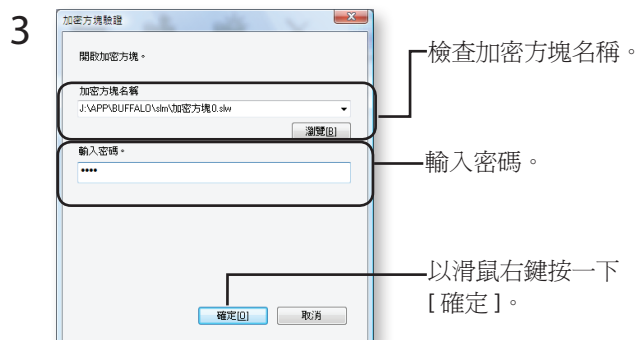 3
加密方塊驗證
開啟加密方塊。
加密方塊名稱
J:\APP\BUFFALO\slm\加密方塊0.slw
瀏覽[B]
輸入密碼。
••••
確定[O]
取消
檢查加密方塊名稱。
輸入密碼。
以滑鼠右鍵按一下
[ 確定 ]。